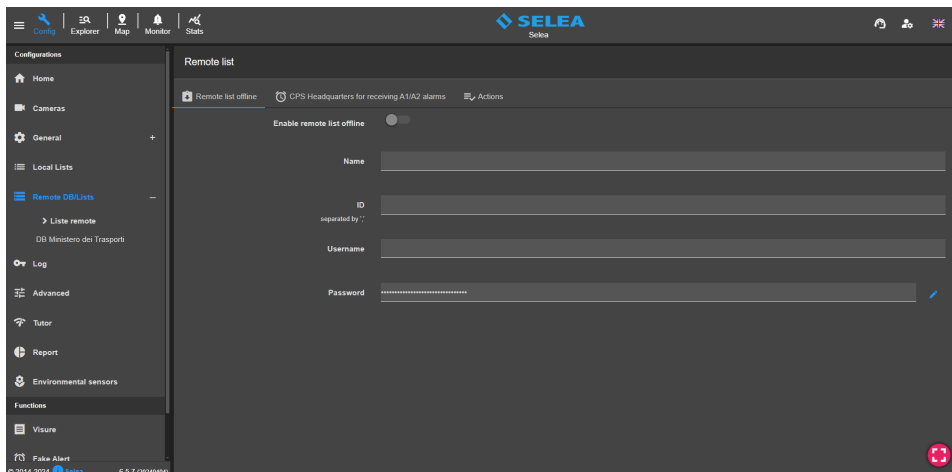 Config
Explorer
Map
Monitor
Stats
SELEA
Selea
Configurations
Home
Cameras
General +
Local Lists
Remote DB/Lists –
Liste remote
DB Ministero dei Trasporti
Log
Advanced
Tutor
Report
Environmental sensors
Functions
Visure
Fake Alert
Remote list
Remote list offline
CPS Headquarters for receiving A1/A2 alarms
Actions
Enable remote list offline
Name
ID
separated by ';'
Username
Password